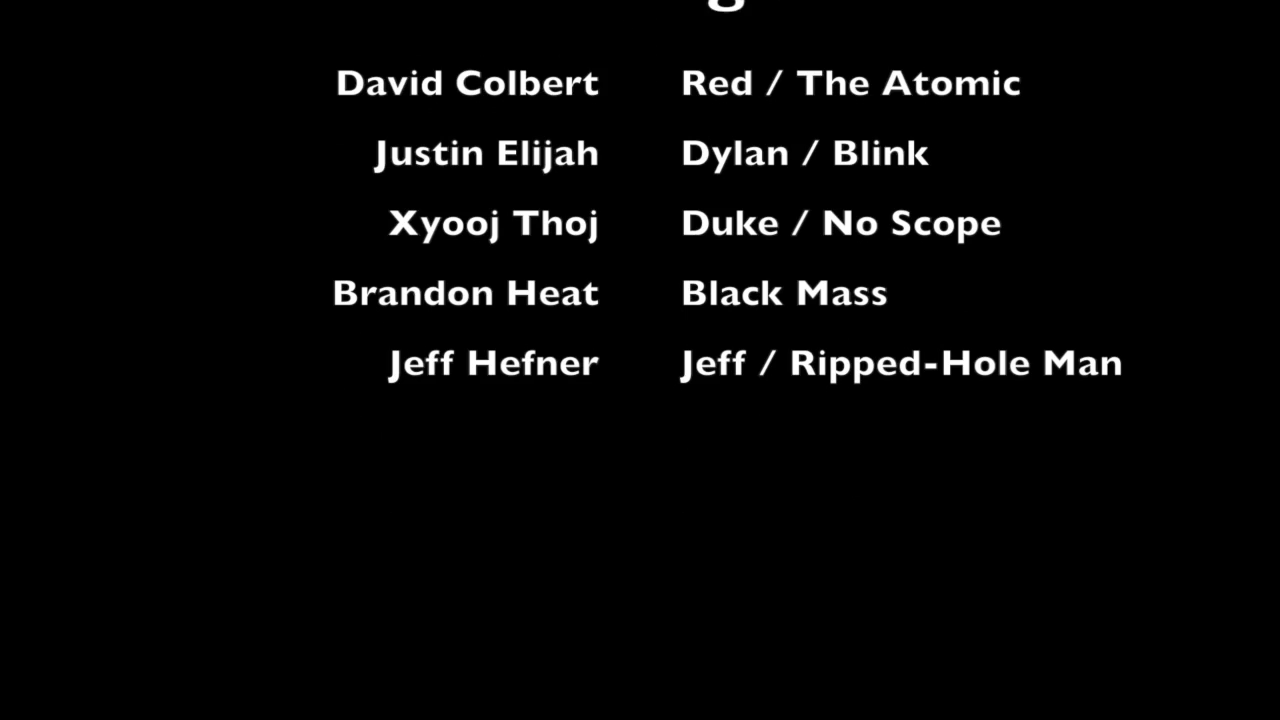 David Colbert Red / The Atomic
Justin Elijah Dylan / Blink
Xyooj Thoj Duke / No Scope
Brandon Heat Black Mass
Jeff Hefner Jeff / Ripped-Hole Man